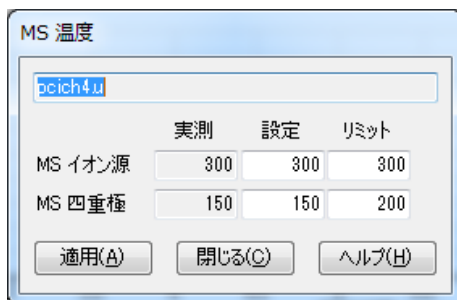 MS 温度
pcich4.u
実測 設定 リミット
MS イオン源 300 300 300
MS 四重極 150 150 200
適用(A) 閉じる(C) ヘルプ(H)